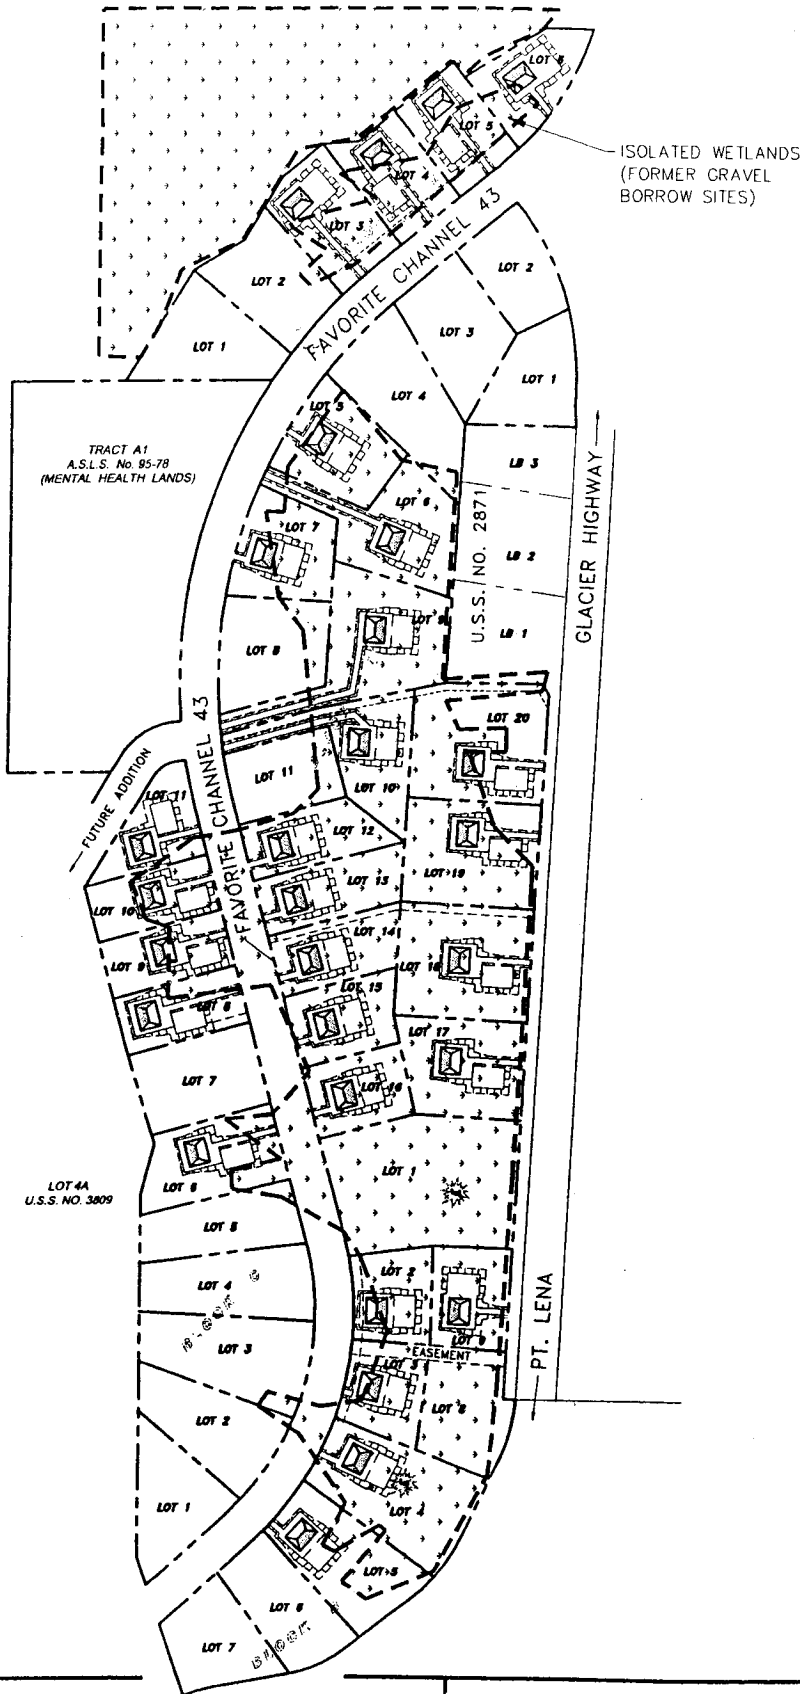 LOT 6
LOT 5
ISOLATED WETLANDS
(FORMER GRAVEL
BORROW SITES)
LOT 4
LOT 3
LOT 2
LOT 1
FAVORITE CHANNEL 43
LOT 2
LOT 3
LOT 1
LOT 4
LOT 5
TRACT A1
A.S.L.S. No. 95-78
(MENTAL HEALTH LANDS)
LB 3
LOT 6
U.S.S. NO. 2871
GLACIER HIGHWAY
LOT 7
LB 2
LOT 9
LB 1
LOT 8
FAVORITE CHANNEL 43
LOT 20
FUTURE ADDITION
LOT 11
LOT 11
LOT 10
LOT 12
LOT 19
LOT 13
LOT 10
LOT 14
LOT 9
LOT 18
LOT 15
LOT 8
LOT 17
LOT 7
LOT 16
LOT 4A
U.S.S. NO. 3809
LOT 6
LOT 1
LOT 5
LOT 2
LOT 4
BLOCK
PT. LENA
LOT 9
LOT 3
EASEMENT
LOT 3
LOT 8
LOT 2
LOT 4
LOT 1
LOT 5
LOT 6
BLOCK
LOT 7